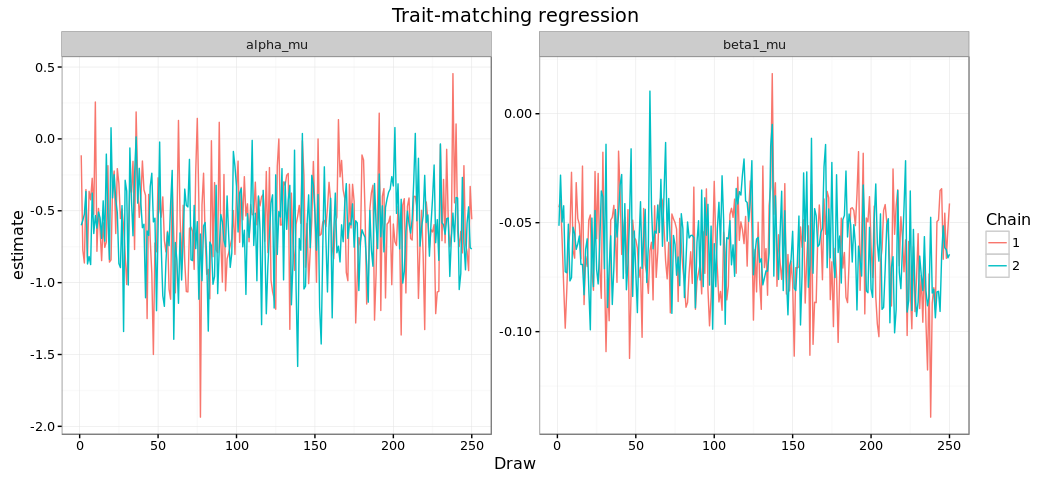 Trait-matching regression
alpha_mu
beta1_mu
estimate
0.5
0.0
-0.5
-1.0
-1.5
-2.0
0 50 100 150 200 250
0.00
-0.05
-0.10
0 50 100 150 200 250
Draw
Chain
1
2